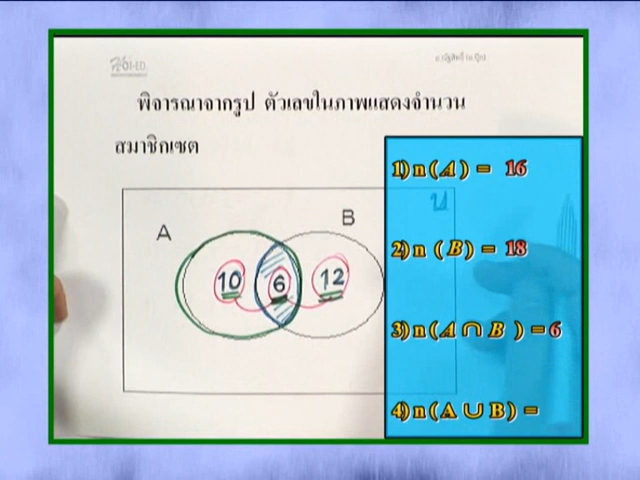 พิจารณาจากรูป ตัวเลขในภาพแสดงจำนวน
สมาชิกเซต
1) n(A) = 16
U
A
B
2) n(B) = 18
10
6
12
3) n(A ∩ B) = 6
4) n(A ∪ B) =